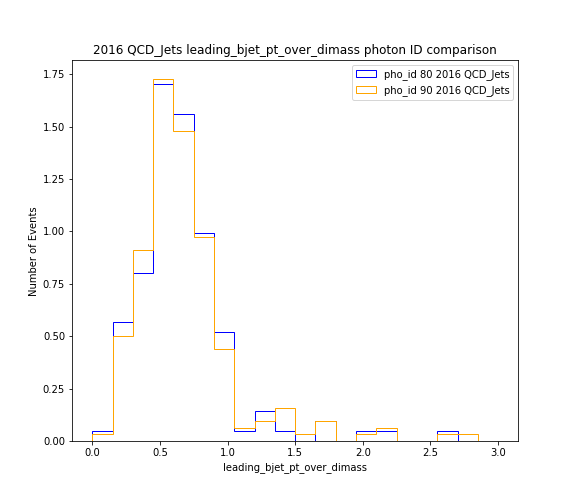 2016 QCD_Jets leading_bjet_pt_over_dimass photon ID comparison
pho_id 80 2016 QCD_Jets
pho_id 90 2016 QCD_Jets
Number of Events
1.75
1.50
1.25
1.00
0.75
0.50
0.25
0.00
0.0 0.5 1.0 1.5 2.0 2.5 3.0
leading_bjet_pt_over_dimass